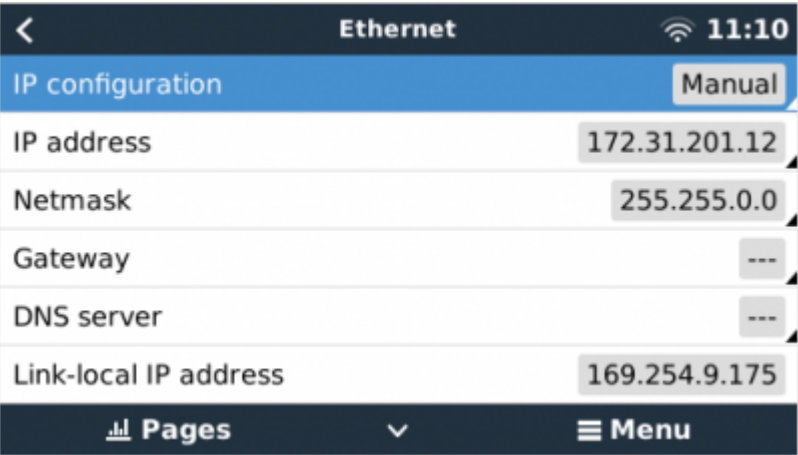 Ethernet 11:10
IP configuration Manual
IP address 172.31.201.12
Netmask 255.255.0.0
Gateway ---
DNS server ---
Link-local IP address 169.254.9.175
Pages Menu